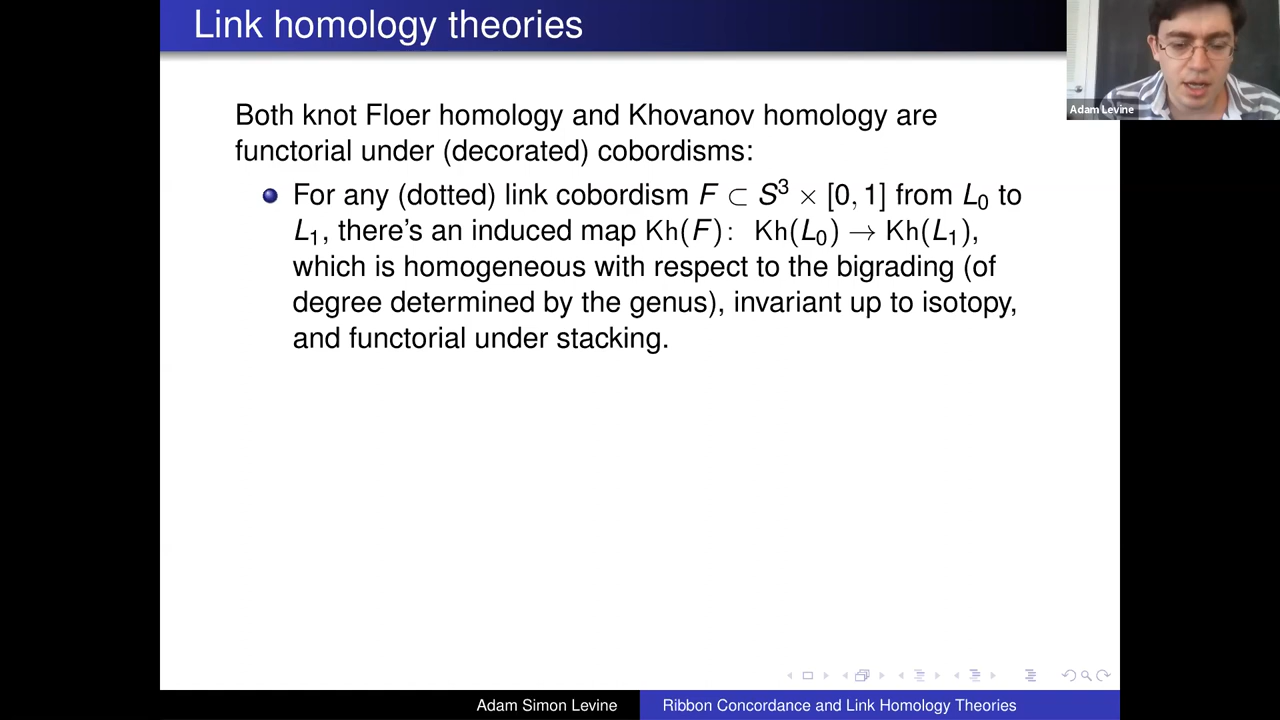 Link homology theories
Adam Levine
Both knot Floer homology and Khovanov homology are
functorial under (decorated) cobordisms:
For any (dotted) link cobordism F ⊂ S³ × [0, 1] from L₀ to
L₁, there's an induced map Kh(F): Kh(L₀) → Kh(L₁),
which is homogeneous with respect to the bigrading (of
degree determined by the genus), invariant up to isotopy,
and functorial under stacking.
Adam Simon Levine
Ribbon Concordance and Link Homology Theories